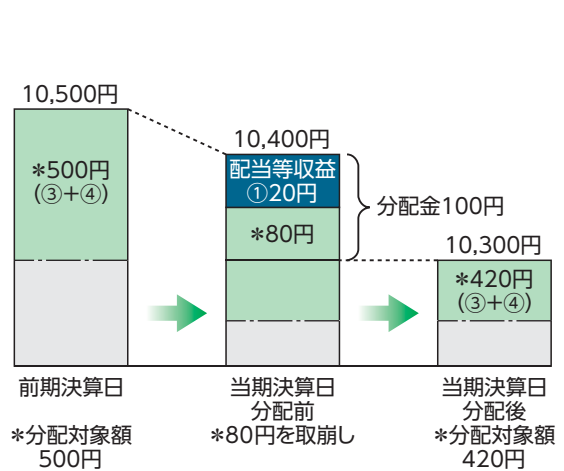 10,500円
*500円
(③+④)
10,400円
配当等収益
①20円
*80円
分配金100円
10,300円
*420円
(③+④)
前期決算日
*分配対象額
500円
当期決算日
分配前
*80円を取崩し
当期決算日
分配後
*分配対象額
420円